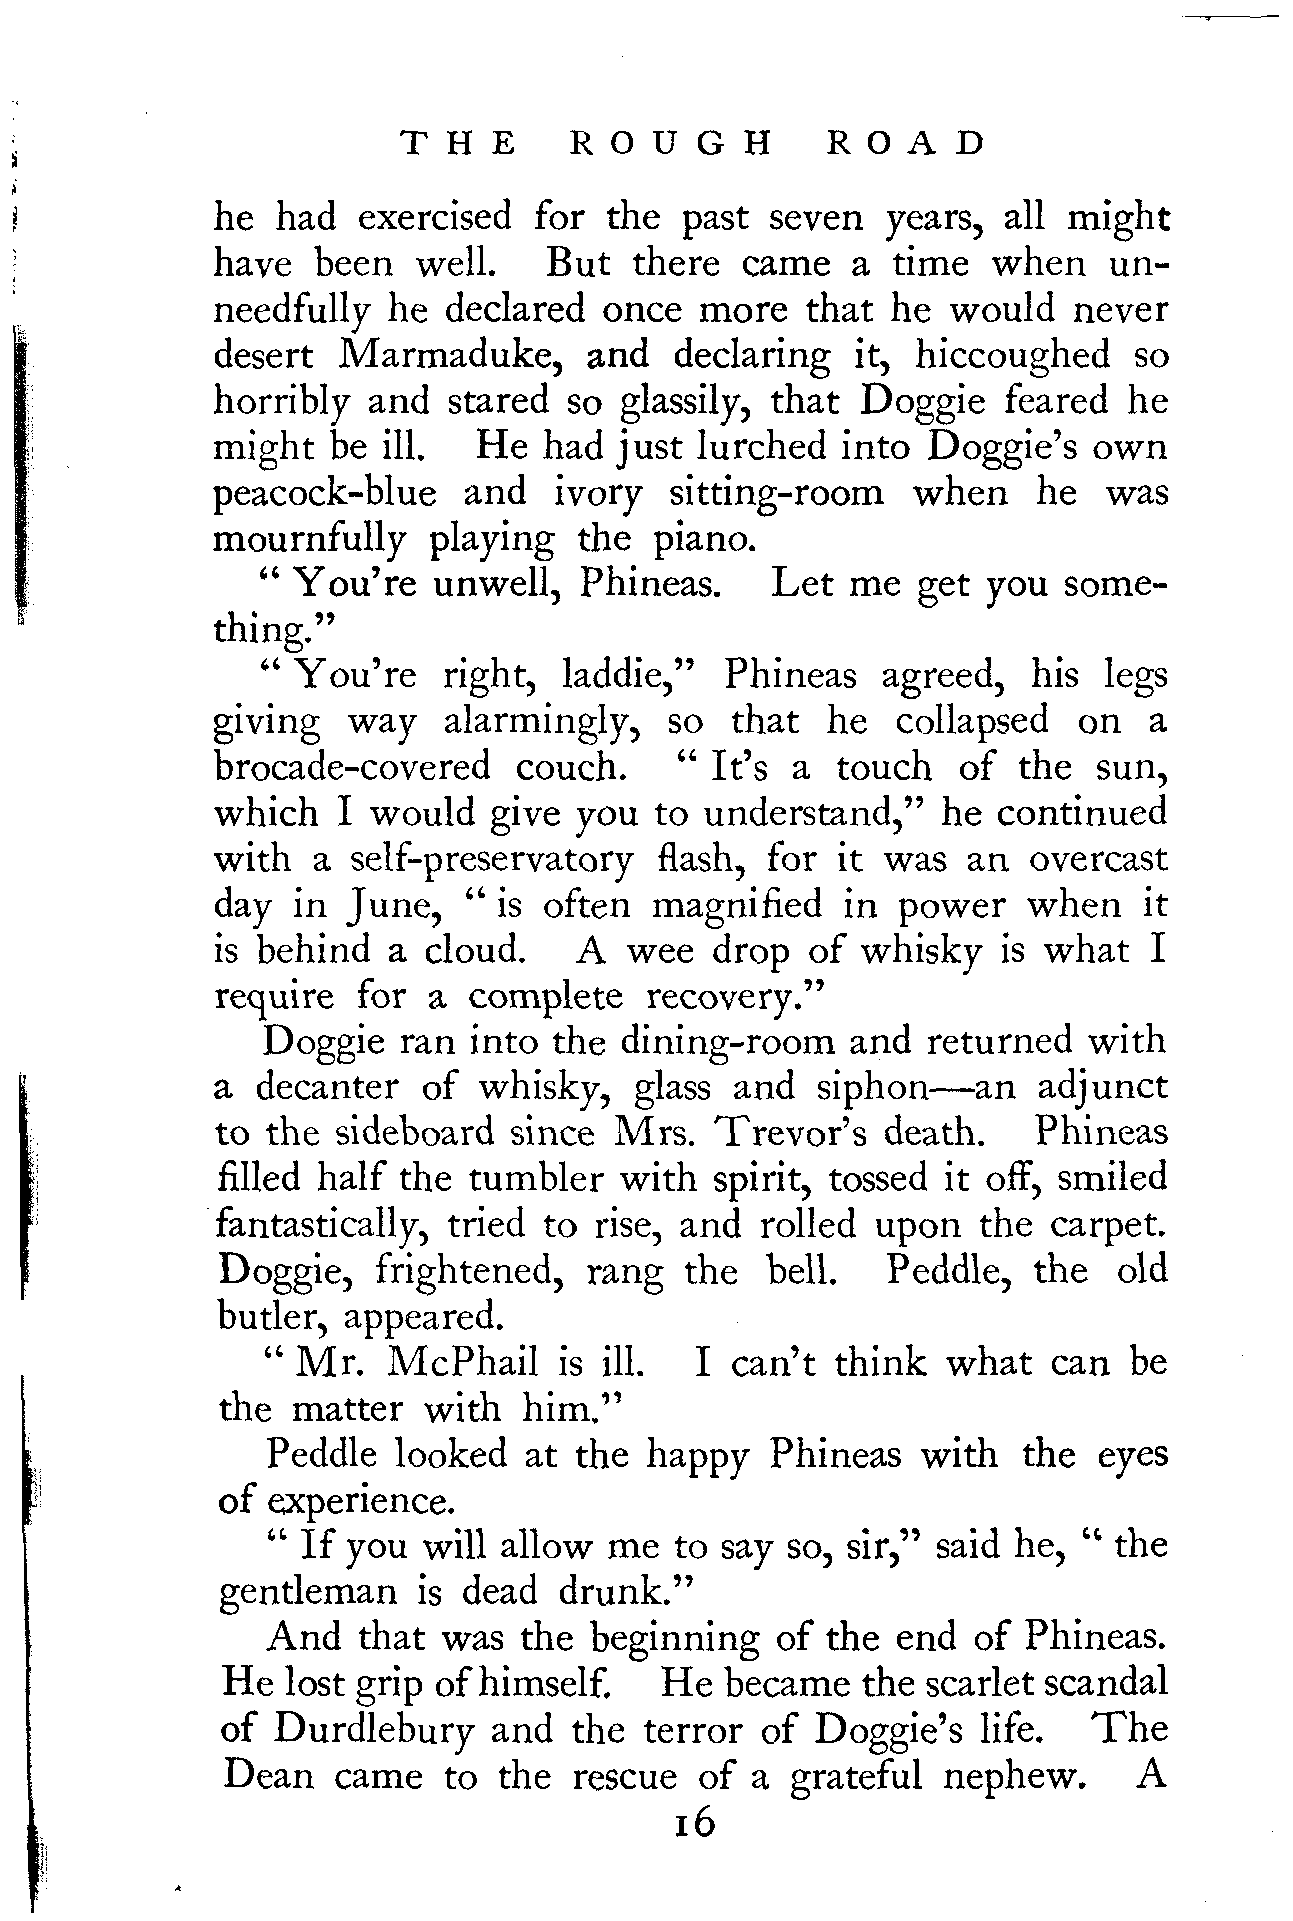 THE ROUGH ROAD
he had exercised for the past seven years, all might
have been well. But there came a time when un-
needfully he declared once more that he would never
desert Marmaduke, and declaring it, hiccoughed so
horribly and stared so glassily, that Doggie feared he
might be ill. He had just lurched into Doggie's own
peacock-blue and ivory sitting-room when he was
mournfully playing the piano.
“ You're unwell, Phineas. Let me get you some-
thing.”
“ You're right, laddie,” Phineas agreed, his legs
giving way alarmingly, so that he collapsed on a
brocade-covered couch. “ It's a touch of the sun,
which I would give you to understand,” he continued
with a self-preservatory flash, for it was an overcast
day in June, “ is often magnified in power when it
is behind a cloud. A wee drop of whisky is what I
require for a complete recovery.”
Doggie ran into the dining-room and returned with
a decanter of whisky, glass and siphon—an adjunct
to the sideboard since Mrs. Trevor's death. Phineas
filled half the tumbler with spirit, tossed it off, smiled
fantastically, tried to rise, and rolled upon the carpet.
Doggie, frightened, rang the bell. Peddle, the old
butler, appeared.
“ Mr. McPhail is ill. I can't think what can be
the matter with him.”
Peddle looked at the happy Phineas with the eyes
of experience.
“ If you will allow me to say so, sir,” said he, “ the
gentleman is dead drunk.”
And that was the beginning of the end of Phineas.
He lost grip of himself. He became the scarlet scandal
of Durdlebury and the terror of Doggie's life. The
Dean came to the rescue of a grateful nephew. A
16